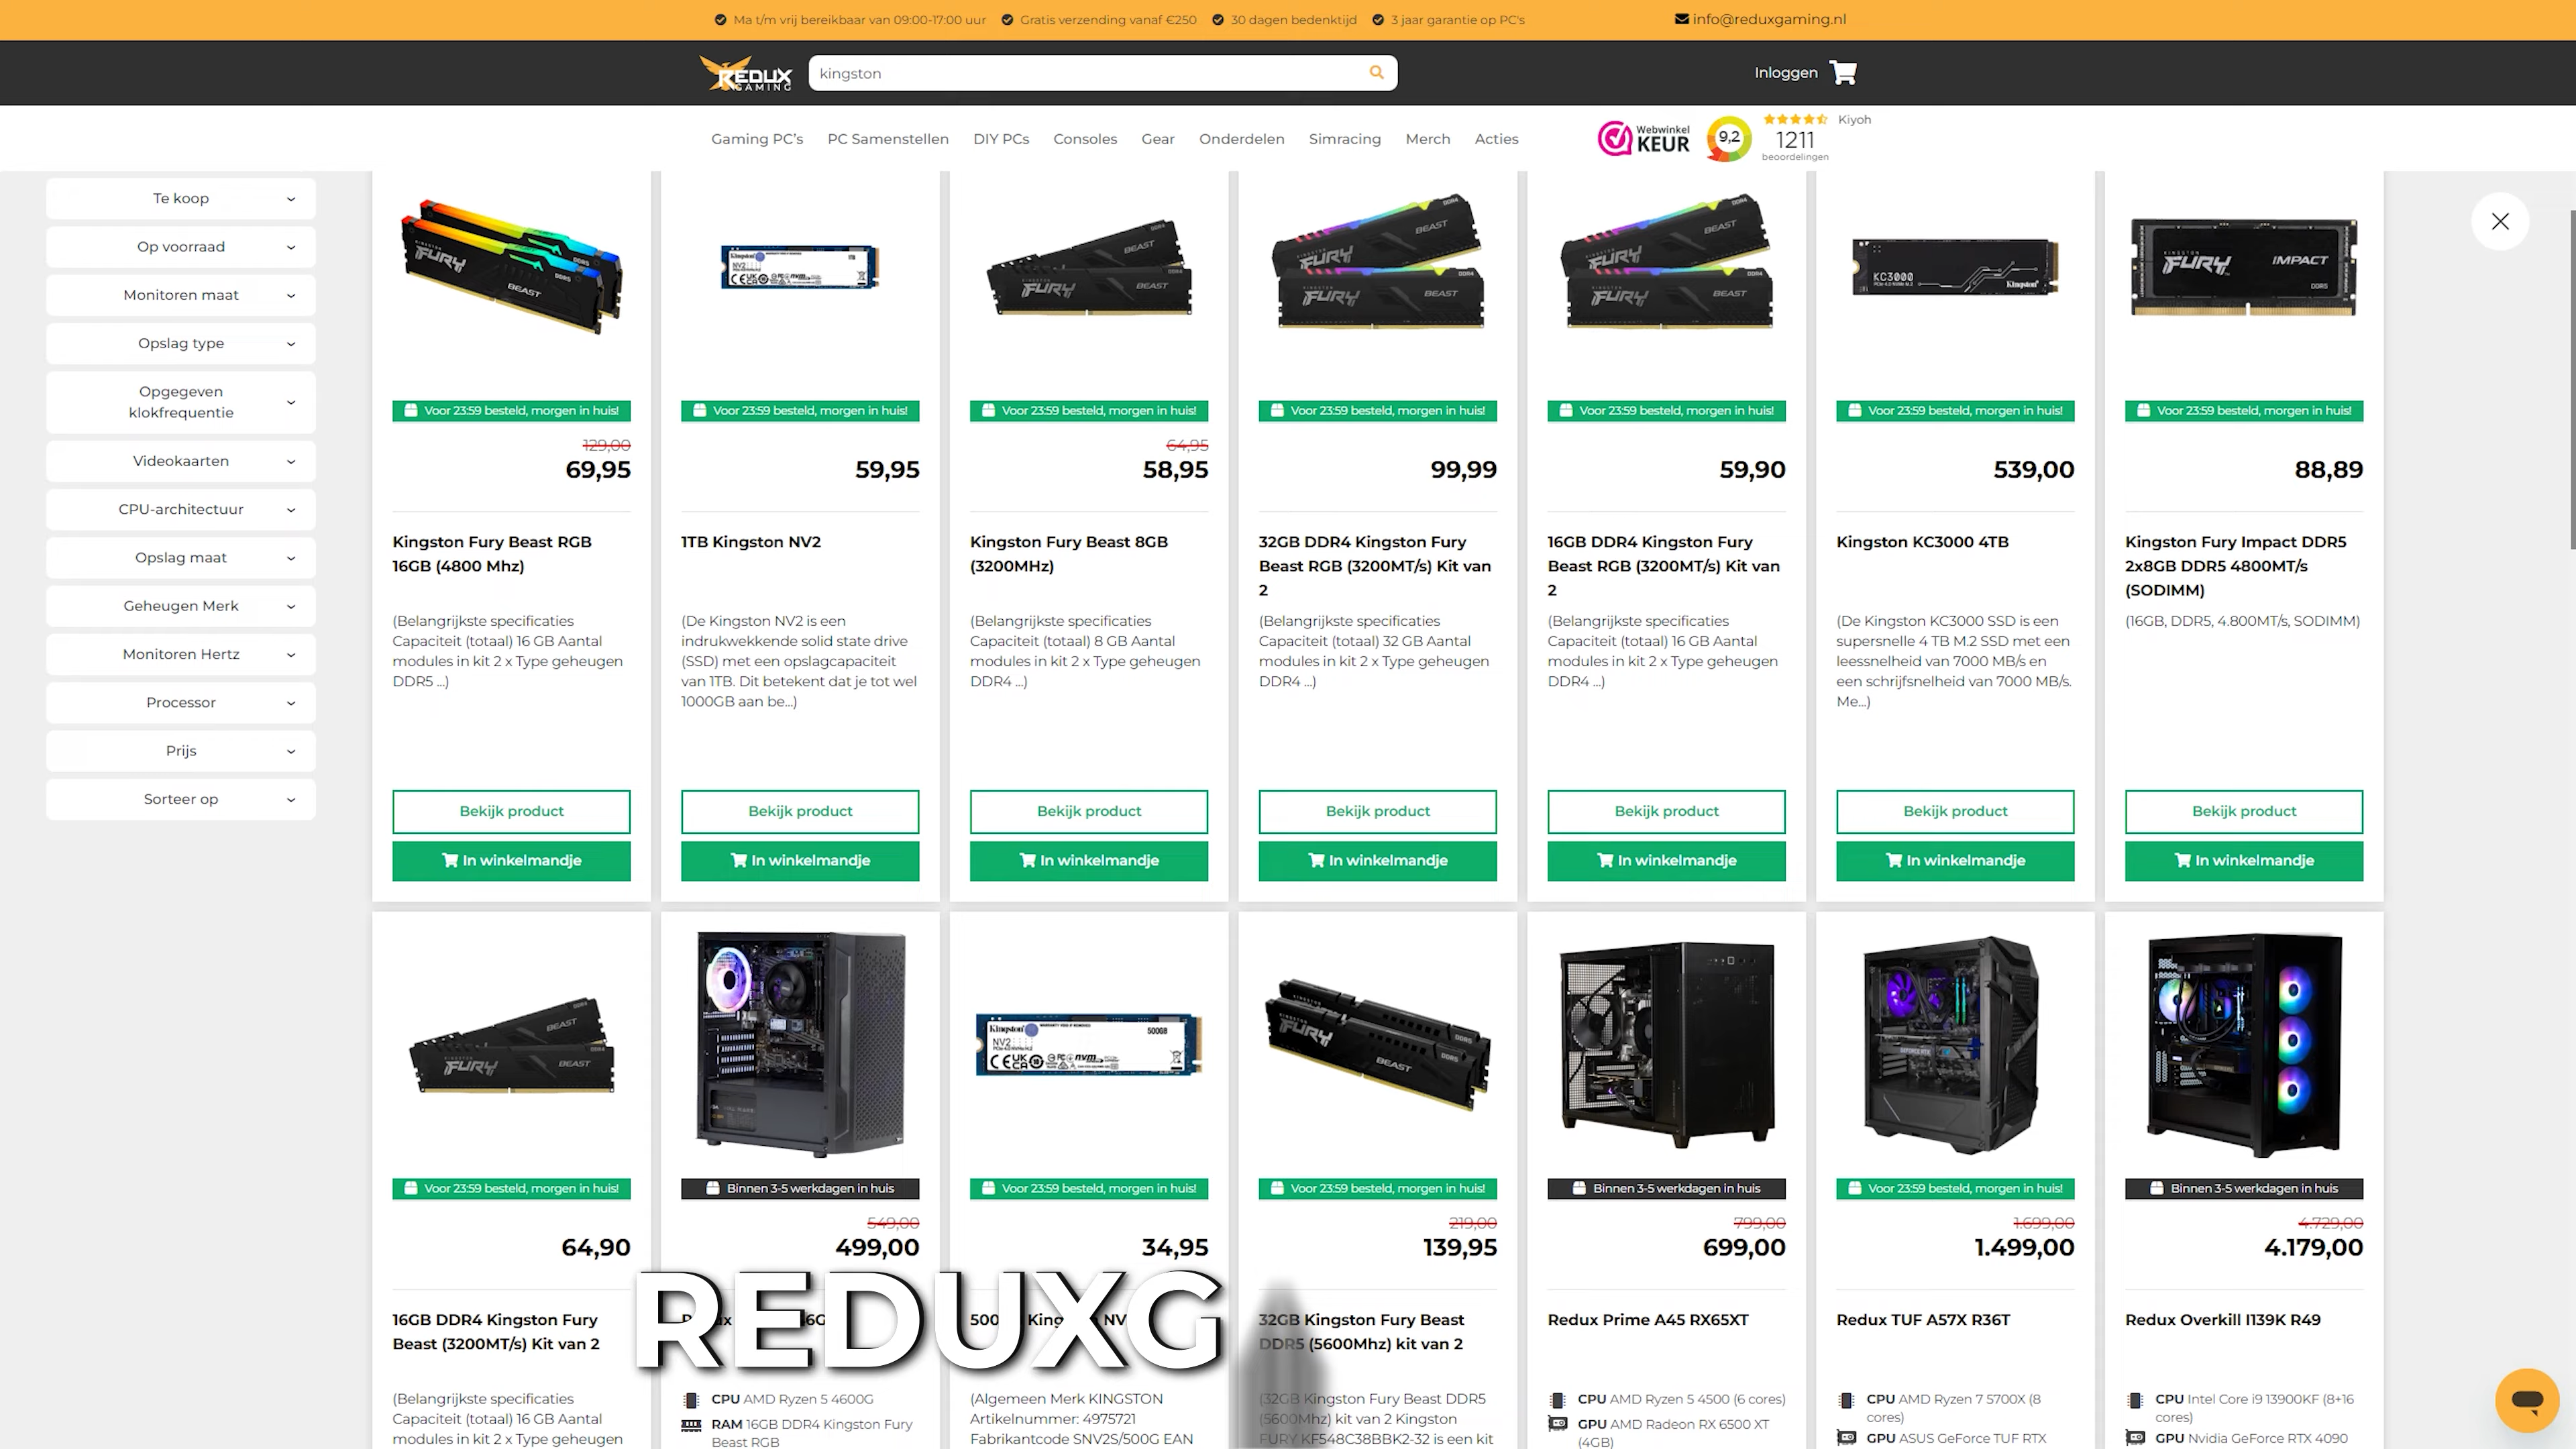 Ma t/m vrij bereikbaar van 09:00-17:00 uur Gratis verzending vanaf €250 30 dagen bedenktijd 3 jaar garantie op PC's info@reduxgaming.nl
REDUX
GAMING
kingston
Inloggen
Gaming PC's PC Samenstellen DIY PCs Consoles Gear Onderdelen Simracing Merch Acties
Webwinkel
KEUR
9,2
Kiyoh
1211
beoordelingen
Te koop
Op voorraad
Monitoren maat
Opslag type
Opgegeven
klokfrequentie
Videokaarten
CPU-architectuur
Opslag maat
Geheugen Merk
Monitoren Hertz
Processor
Prijs
Sorteer op
Voor 23:59 besteld, morgen in huis!
129,00
69,95
Kingston Fury Beast RGB
16GB (4800 Mhz)
(Belangrijkste specificaties
Capaciteit (totaal) 16 GB Aantal
modules in kit 2 x Type geheugen
DDR5 ...)
Bekijk product
In winkelmandje
Voor 23:59 besteld, morgen in huis!
59,95
1TB Kingston NV2
(De Kingston NV2 is een
indrukwekkende solid state drive
(SSD) met een opslagcapaciteit
van 1TB. Dit betekent dat je tot wel
1000GB aan be...)
Bekijk product
In winkelmandje
Voor 23:59 besteld, morgen in huis!
64,95
58,95
Kingston Fury Beast 8GB
(3200MHz)
(Belangrijkste specificaties
Capaciteit (totaal) 8 GB Aantal
modules in kit 2 x Type geheugen
DDR4 ...)
Bekijk product
In winkelmandje
Voor 23:59 besteld, morgen in huis!
99,99
32GB DDR4 Kingston Fury
Beast RGB (3200MT/s) Kit van
2
(Belangrijkste specificaties
Capaciteit (totaal) 32 GB Aantal
modules in kit 2 x Type geheugen
DDR4 ...)
Bekijk product
In winkelmandje
Voor 23:59 besteld, morgen in huis!
59,90
16GB DDR4 Kingston Fury
Beast RGB (3200MT/s) Kit van
2
(Belangrijkste specificaties
Capaciteit (totaal) 16 GB Aantal
modules in kit 2 x Type geheugen
DDR4 ...)
Bekijk product
In winkelmandje
KC3000
Kingston
Voor 23:59 besteld, morgen in huis!
539,00
Kingston KC3000 4TB
(De Kingston KC3000 SSD is een
supersnelle 4 TB M.2 SSD met een
leessnelheid van 7000 MB/s en
een schrijfsnelheid van 7000 MB/s.
Me...)
Bekijk product
In winkelmandje
FURY IMPACT
DDR5
Voor 23:59 besteld, morgen in huis!
88,89
Kingston Fury Impact DDR5
2x8GB DDR5 4800MT/s
(SODIMM)
(16GB, DDR5, 4.800MT/s, SODIMM)
Bekijk product
In winkelmandje
Voor 23:59 besteld, morgen in huis!
64,90
16GB DDR4 Kingston Fury
Beast (3200MT/s) Kit van 2
(Belangrijkste specificaties
Capaciteit (totaal) 16 GB Aantal
modules in kit 2 x Type geheugen
Binnen 3-5 werkdagen in huis
549,00
499,00
CPU AMD Ryzen 5 4600G
RAM 16GB DDR4 Kingston Fury
Beast RGB
Kingston
NV2
500GB
Voor 23:59 besteld, morgen in huis!
34,95
(Algemeen Merk KINGSTON
Artikelnummer: 4975721
Fabrikantcode SNV2S/500G EAN
Voor 23:59 besteld, morgen in huis!
219,00
139,95
32GB Kingston Fury Beast
DDR5 (5600Mhz) kit van 2
(32GB Kingston Fury Beast DDR5
(5600Mhz) kit van 2 Kingston
FURY KF548C38BBK2-32 is een kit
Binnen 3-5 werkdagen in huis
799,00
699,00
Redux Prime A45 RX65XT
CPU AMD Ryzen 5 4500 (6 cores)
GPU AMD Radeon RX 6500 XT
(4GB)
Voor 23:59 besteld, morgen in huis!
1.699,00
1.499,00
Redux TUF A57X R36T
CPU AMD Ryzen 7 5700X (8
cores)
GPU ASUS GeForce TUF RTX
Binnen 3-5 werkdagen in huis
4.729,00
4.179,00
Redux Overkill I139K R49
CPU Intel Core i9 13900KF (8+16
cores)
GPU Nvidia GeForce RTX 4090
REDUXG